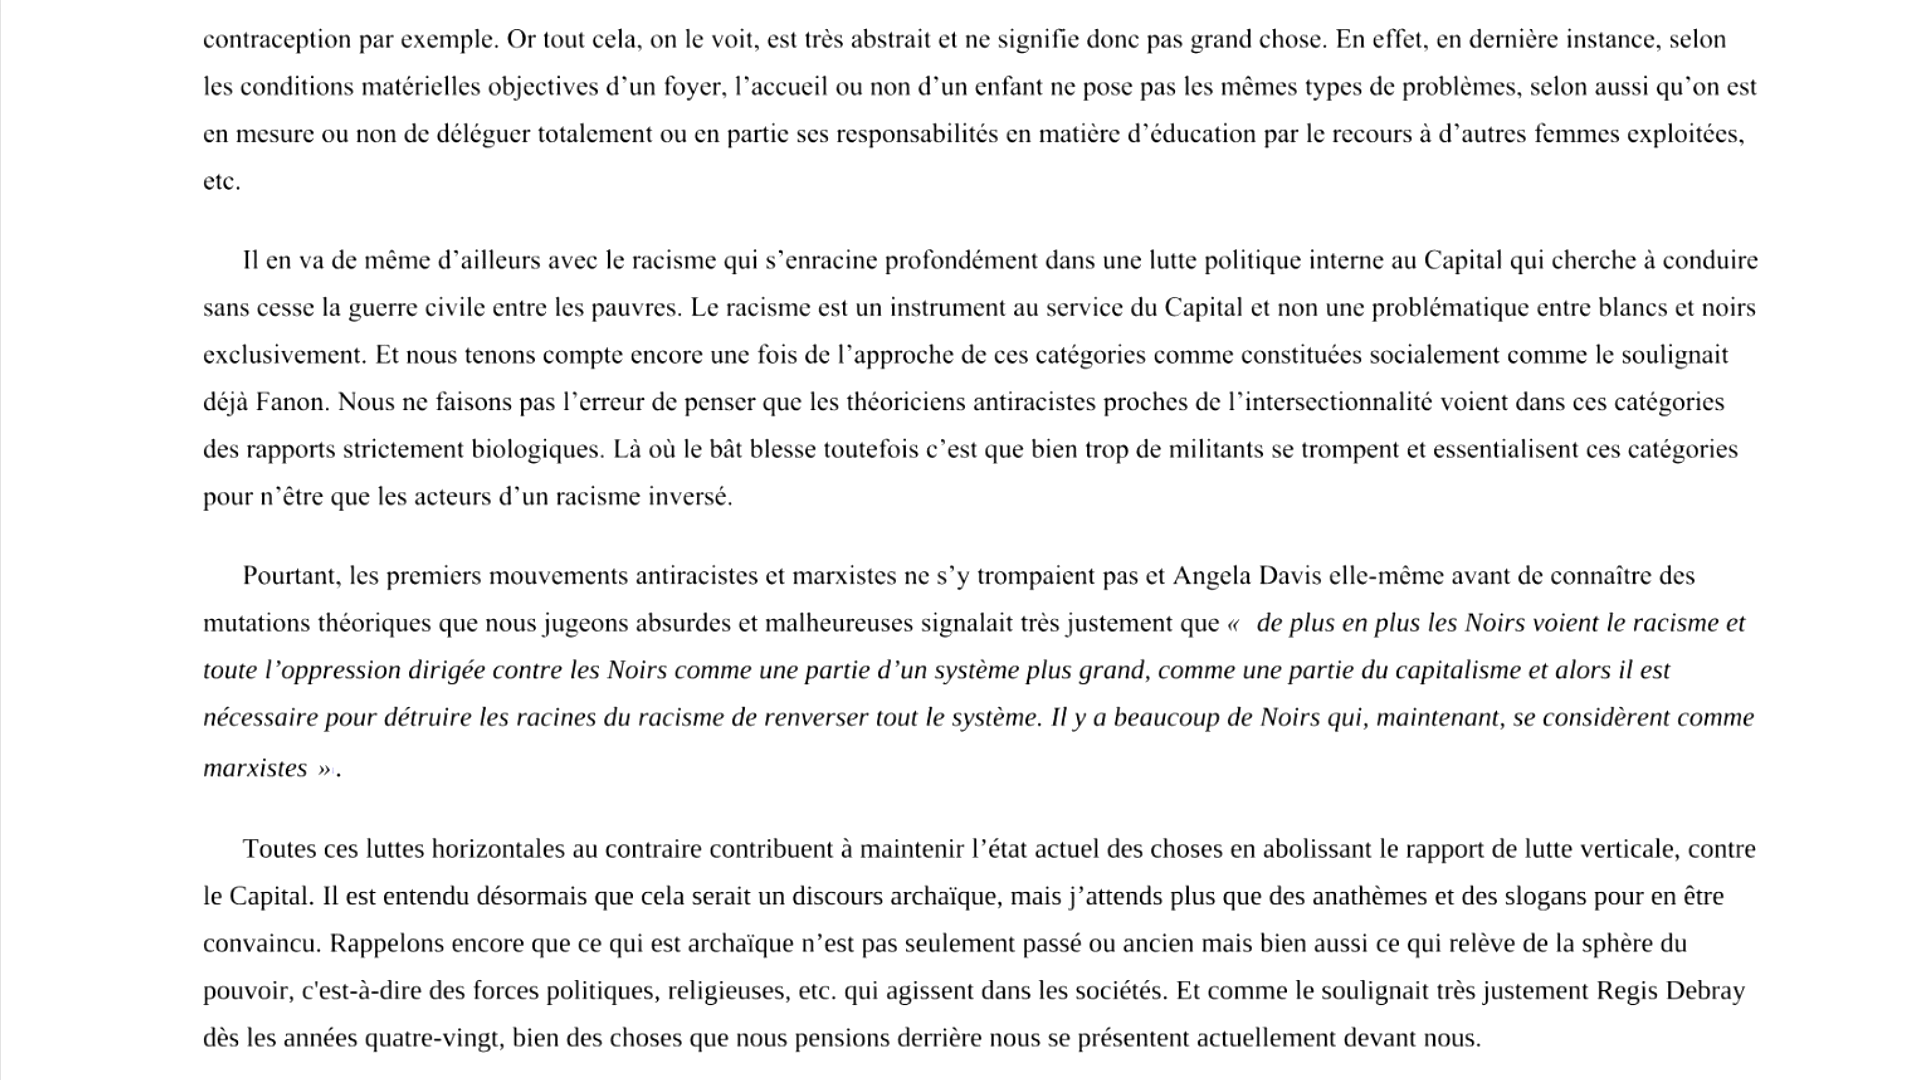 contraception par exemple. Or tout cela, on le voit, est très abstrait et ne signifie donc pas grand chose. En effet, en dernière instance, selon
les conditions matérielles objectives d’un foyer, l’accueil ou non d’un enfant ne pose pas les mêmes types de problèmes, selon aussi qu’on est
en mesure ou non de déléguer totalement ou en partie ses responsabilités en matière d’éducation par le recours à d’autres femmes exploitées,
etc.
Il en va de même d’ailleurs avec le racisme qui s’enracine profondément dans une lutte politique interne au Capital qui cherche à conduire
sans cesse la guerre civile entre les pauvres. Le racisme est un instrument au service du Capital et non une problématique entre blancs et noirs
exclusivement. Et nous tenons compte encore une fois de l’approche de ces catégories comme constituées socialement comme le soulignait
déjà Fanon. Nous ne faisons pas l’erreur de penser que les théoriciens antiracistes proches de l’intersectionnalité voient dans ces catégories
des rapports strictement biologiques. Là où le bât blesse toutefois c’est que bien trop de militants se trompent et essentialisent ces catégories
pour n’être que les acteurs d’un racisme inversé.
Pourtant, les premiers mouvements antiracistes et marxistes ne s’y trompaient pas et Angela Davis elle-même avant de connaître des
mutations théoriques que nous jugeons absurdes et malheureuses signalait très justement que « de plus en plus les Noirs voient le racisme et
toute l’oppression dirigée contre les Noirs comme une partie d’un système plus grand, comme une partie du capitalisme et alors il est
nécessaire pour détruire les racines du racisme de renverser tout le système. Il y a beaucoup de Noirs qui, maintenant, se considèrent comme
marxistes ».
Toutes ces luttes horizontales au contraire contribuent à maintenir l’état actuel des choses en abolissant le rapport de lutte verticale, contre
le Capital. Il est entendu désormais que cela serait un discours archaïque, mais j’attends plus que des anathèmes et des slogans pour en être
convaincu. Rappelons encore que ce qui est archaïque n’est pas seulement passé ou ancien mais bien aussi ce qui relève de la sphère du
pouvoir, c'est-à-dire des forces politiques, religieuses, etc. qui agissent dans les sociétés. Et comme le soulignait très justement Regis Debray
dès les années quatre-vingt, bien des choses que nous pensions derrière nous se présentent actuellement devant nous.